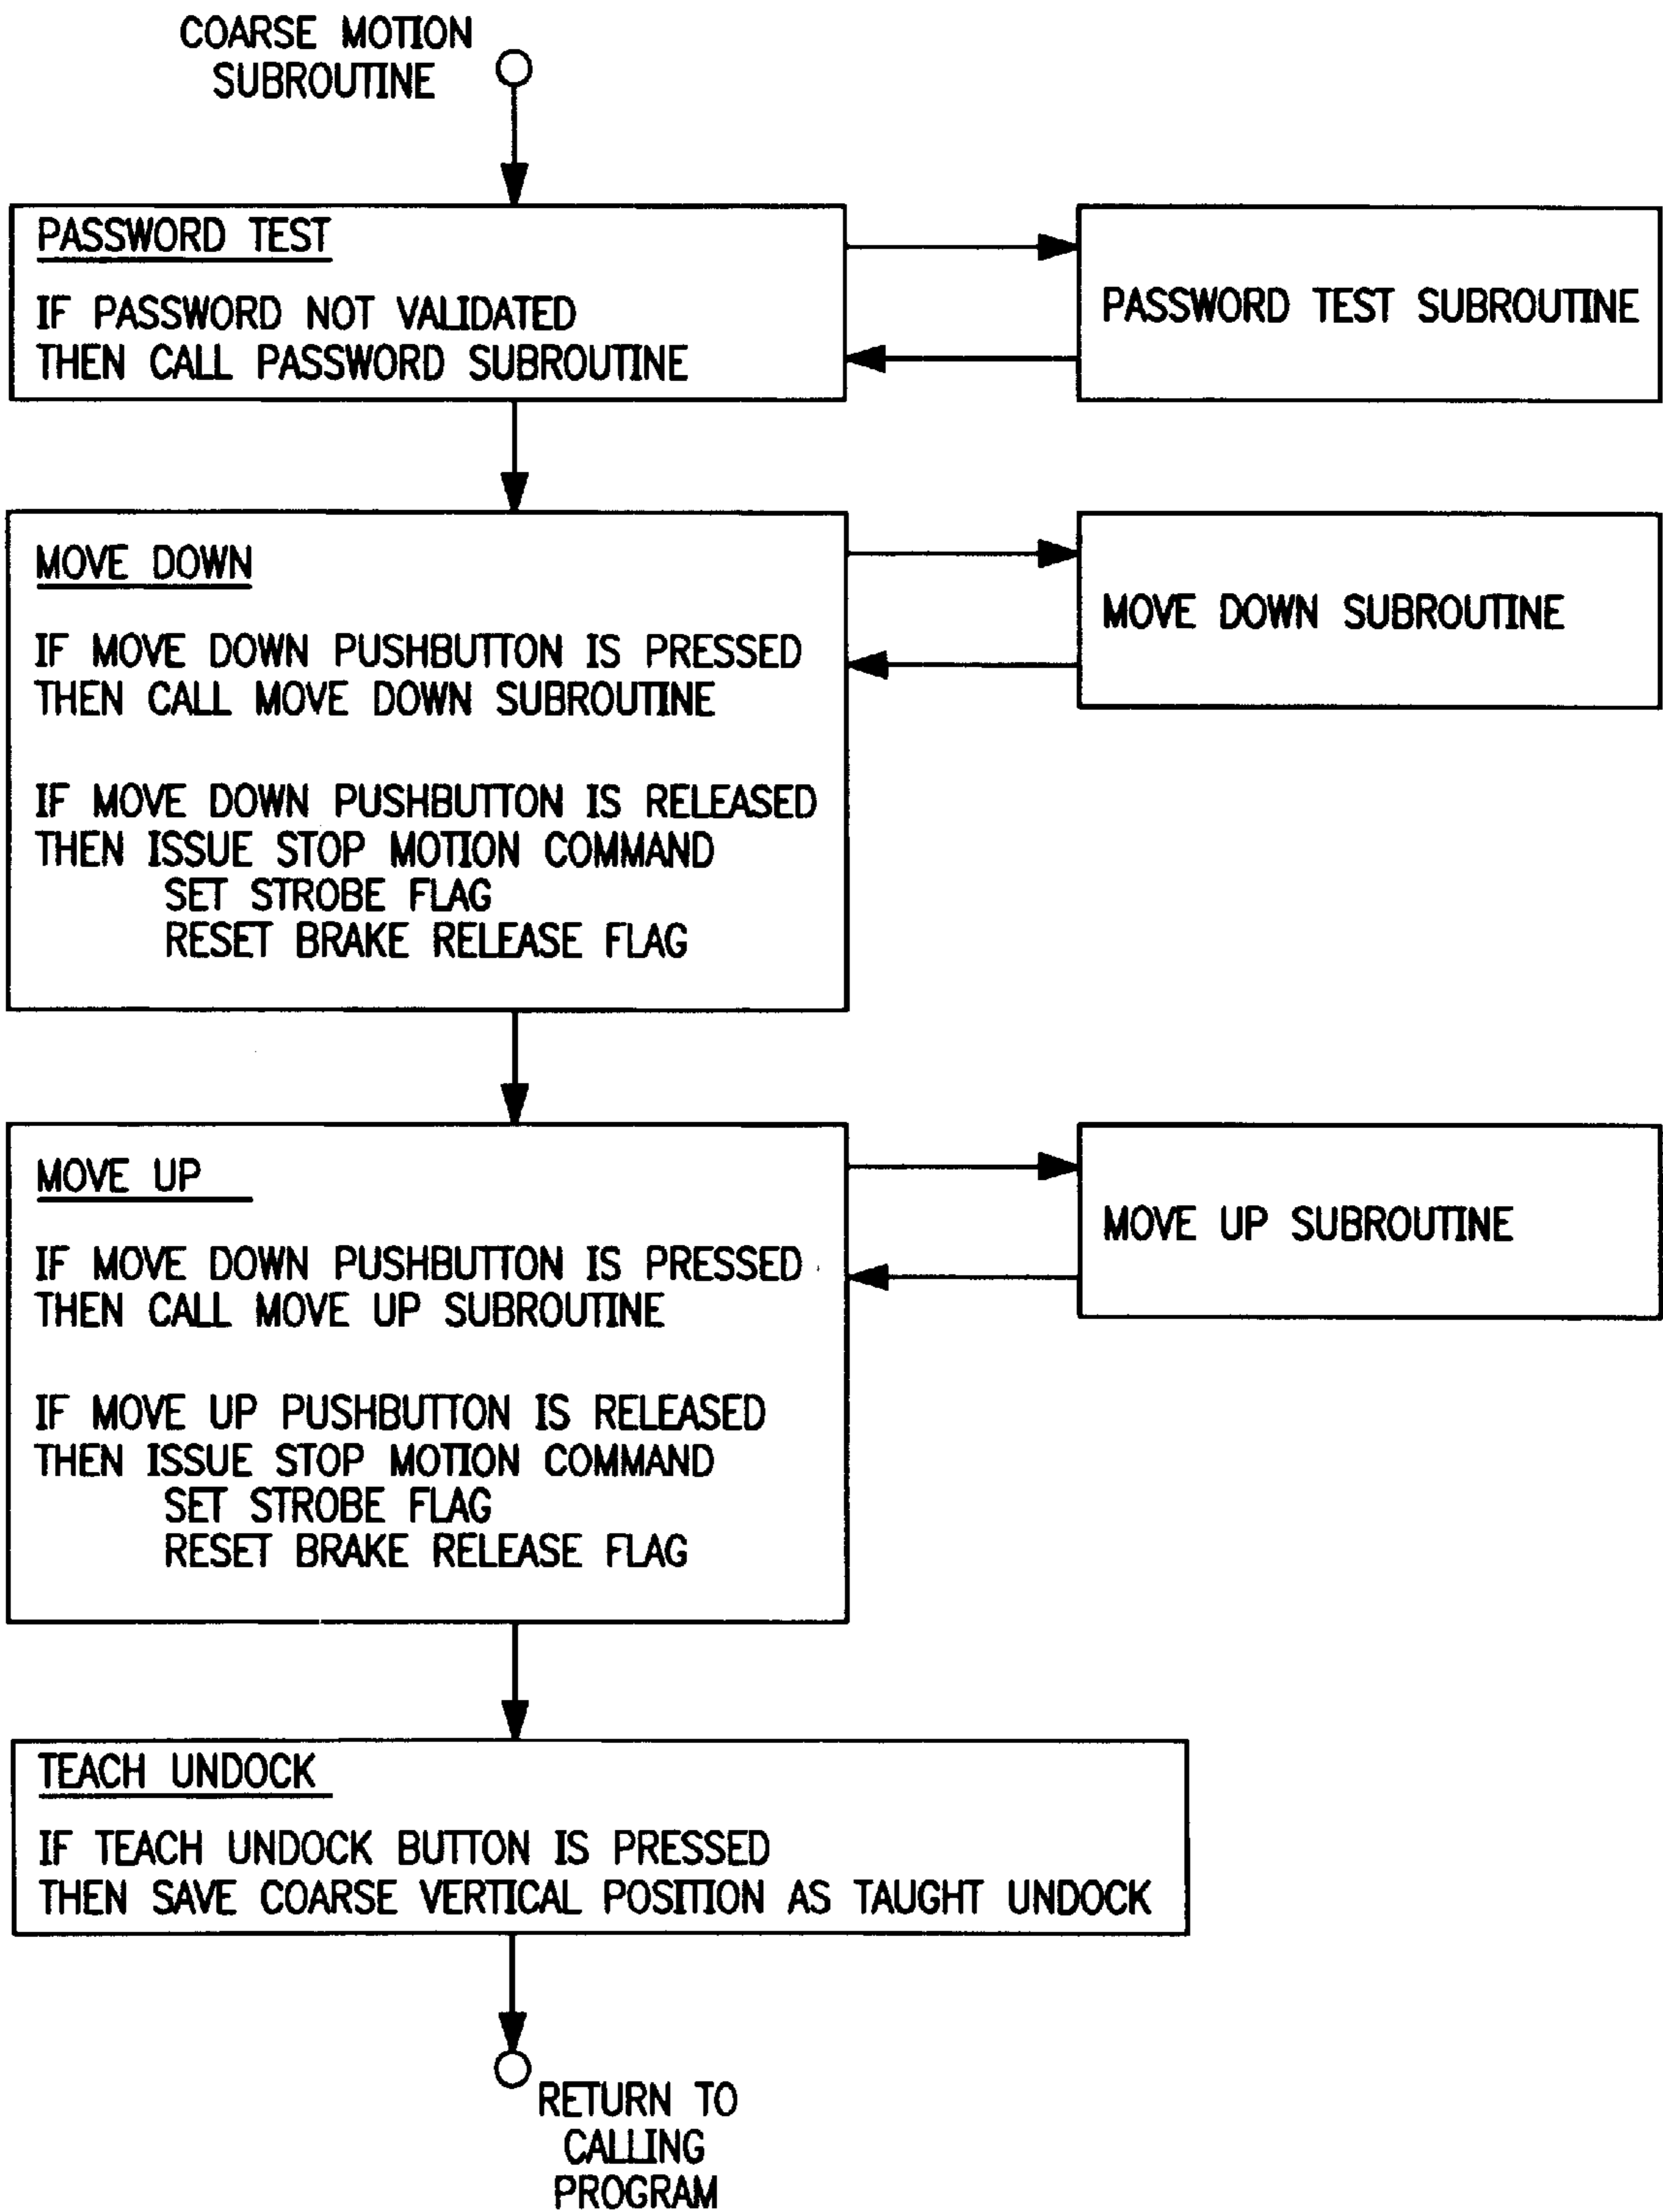 COARSE MOTION
SUBROUTINE
PASSWORD TEST
IF PASSWORD NOT VALIDATED
THEN CALL PASSWORD SUBROUTINE
PASSWORD TEST SUBROUTINE
MOVE DOWN
IF MOVE DOWN PUSHBUTTON IS PRESSED
THEN CALL MOVE DOWN SUBROUTINE
IF MOVE DOWN PUSHBUTTON IS RELEASED
THEN ISSUE STOP MOTION COMMAND
SET STROBE FLAG
RESET BRAKE RELEASE FLAG
MOVE DOWN SUBROUTINE
MOVE UP
IF MOVE DOWN PUSHBUTTON IS PRESSED
THEN CALL MOVE UP SUBROUTINE
IF MOVE UP PUSHBUTTON IS RELEASED
THEN ISSUE STOP MOTION COMMAND
SET STROBE FLAG
RESET BRAKE RELEASE FLAG
MOVE UP SUBROUTINE
TEACH UNDOCK
IF TEACH UNDOCK BUTTON IS PRESSED
THEN SAVE COARSE VERTICAL POSITION AS TAUGHT UNDOCK
RETURN TO
CALLING
PROGRAM